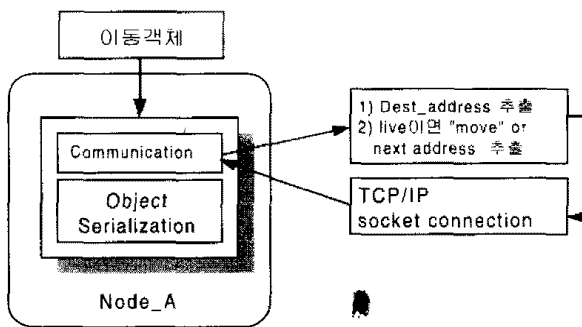 이동객체
Communication
Object
Serialization
Node_A
1) Dest_address 추출
2) live이면 "move" or
next address 추출
TCP/IP
socket connection